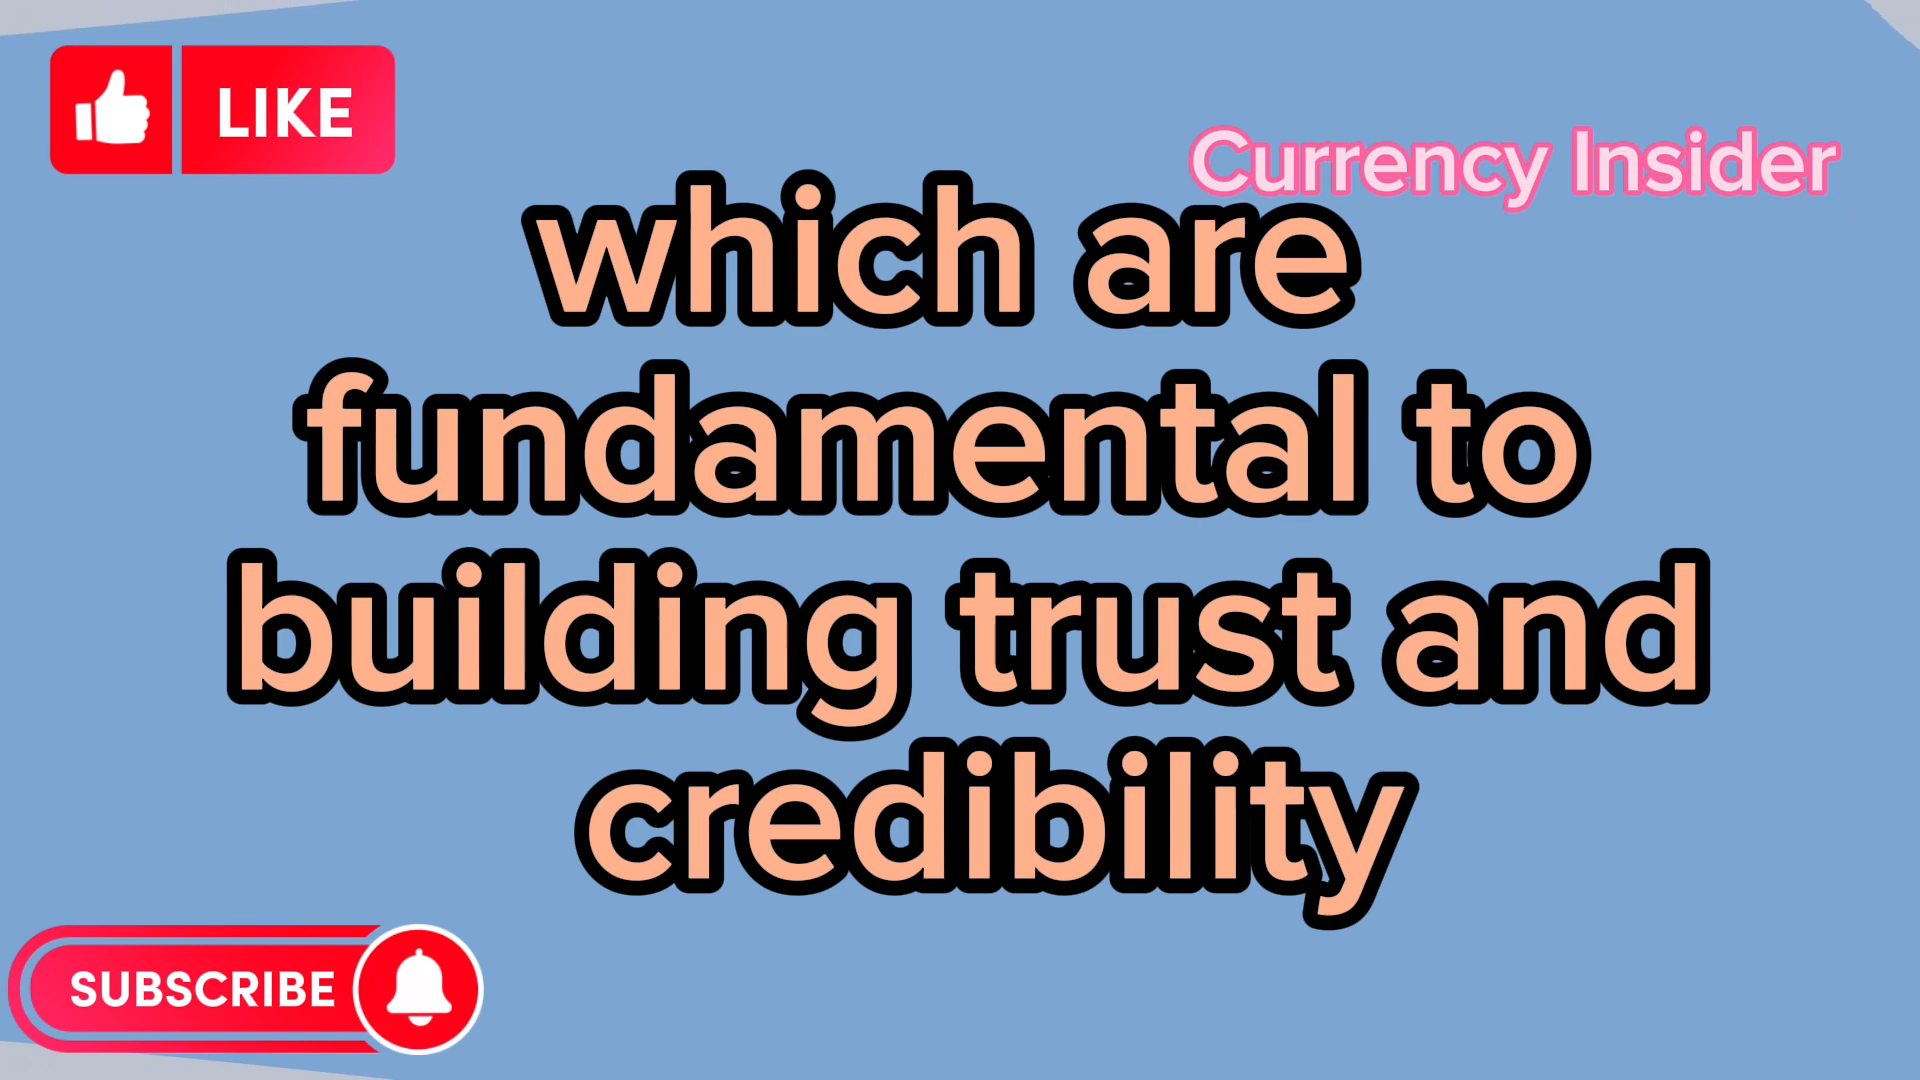 LIKE
Currency Insider
which are
fundamental to
building trust and
credibility
SUBSCRIBE